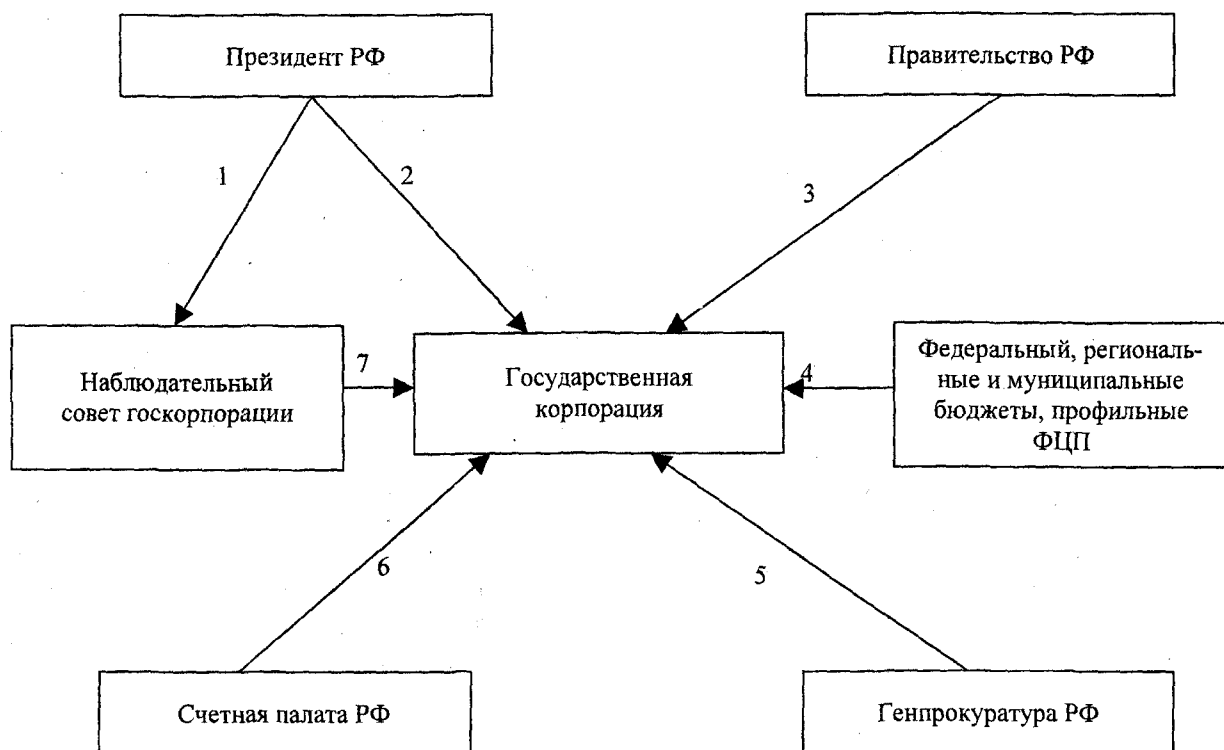 Президент РФ
Правительство РФ
1
2
3
Наблюдательный
совет госкорпорации
7
Государственная
корпорация
4
Федеральный, региональ-
ные и муниципальные
бюджеты, профильные
ФЦП
6
5
Счетная палата РФ
Генпрокуратура РФ